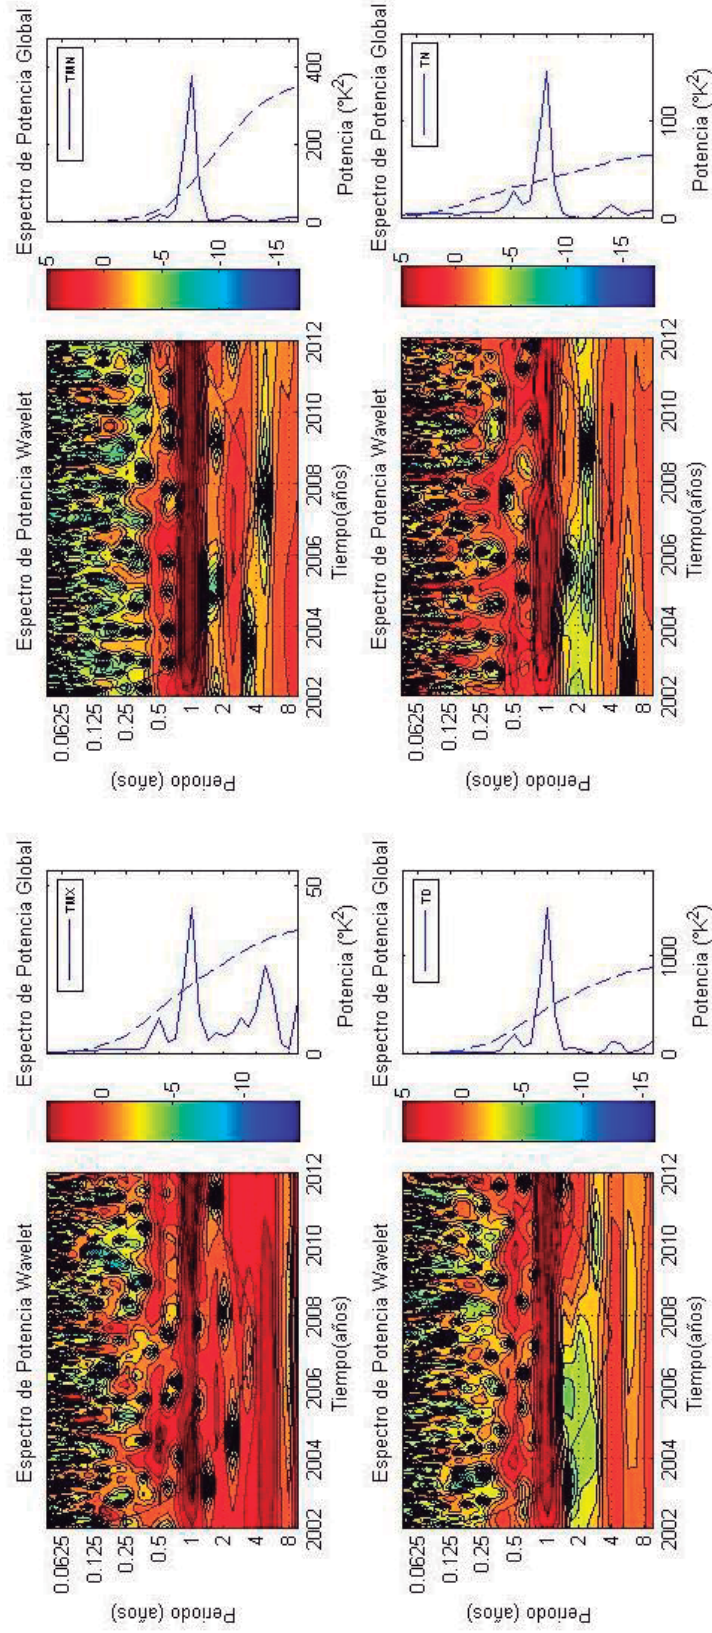 Espectro de Potencia Wavelet
Periodo (años)
0.0625
0.125
0.25
0.5
1
2
4
8
2002 2004 2006 2008 2010 2012
Tiempo(años)
0
-5
-10
Espectro de Potencia Global
TMX
0 50
Potencia (°K²)
Espectro de Potencia Wavelet
Periodo (años)
0.0625
0.125
0.25
0.5
1
2
4
8
2002 2004 2006 2008 2010 2012
Tiempo(años)
5
0
-5
-10
-15
Espectro de Potencia Global
TMN
0 200 400
Potencia (°K²)
Espectro de Potencia Wavelet
Periodo (años)
0.0625
0.125
0.25
0.5
1
2
4
8
2002 2004 2006 2008 2010 2012
Tiempo(años)
5
0
-5
-10
-15
Espectro de Potencia Global
TD
0 1000
Potencia (°K²)
Espectro de Potencia Wavelet
Periodo (años)
0.0625
0.125
0.25
0.5
1
2
4
8
2002 2004 2006 2008 2010 2012
Tiempo(años)
5
0
-5
-10
-15
Espectro de Potencia Global
TN
0 100
Potencia (°K²)